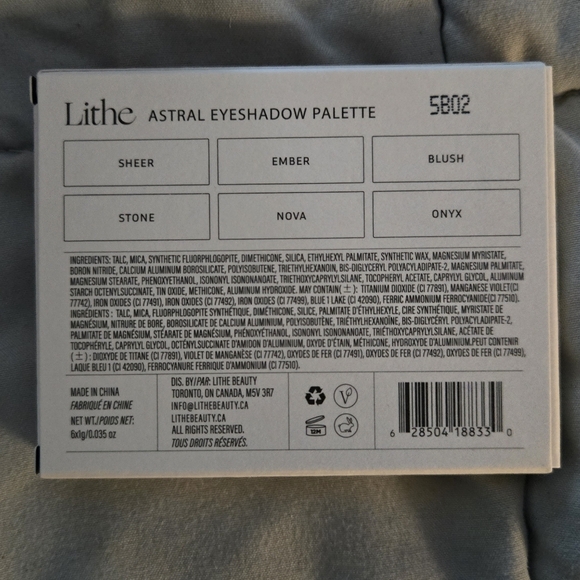 Lithe ASTRAL EYESHADOW PALETTE 5B02
SHEER EMBER BLUSH
STONE NOVA ONYX
INGREDIENTS: TALC, MICA, SYNTHETIC FLUORPHLOGOPITE, DIMETHICONE, SILICA, ETHYLHEXYL PALMITATE, SYNTHETIC WAX, MAGNESIUM MYRISTATE,
BORON NITRIDE, CALCIUM ALUMINUM BOROSILICATE, POLYISOBUTENE, TRIETHYLHEXANOIN, BIS-DIGLYCERYL POLYACYLADIPATE-2, MAGNESIUM PALMITATE,
MAGNESIUM STEARATE, PHENOXYETHANOL, ISONONYL ISONONANOATE, TRIETHOXYCAPRYLYLSILANE, TOCOPHERYL ACETATE, CAPRYLYL GLYCOL, ALUMINUM
STARCH OCTENYLSUCCINATE, TIN OXIDE, METHICONE, ALUMINUM HYDROXIDE MAY CONTAIN (±): TITANIUM DIOXIDE (CI 77891), MANGANESE VIOLET(CI
77742), IRON OXIDES (CI 77491), IRON OXIDES (CI 77492), IRON OXIDES (CI 77499), BLUE 1 LAKE (CI 42090), FERRIC AMMONIUM FERROCYANIDE(CI 77510).
INGRÉDIENTS: TALC, MICA, FLUORPHLOGOPITE SYNTHÉTIQUE, DIMÉTHICONE, SILICE, PALMITATE D'ÉTHYLHEXYLE, CIRE SYNTHÉTIQUE, MYRISTATE DE
MAGNÉSIUM, NITRURE DE BORE, BOROSILICATE DE CALCIUM ALUMINIUM, POLYISOBUTÈNE, TRIÉTHYLHEXANOÏNE, BIS-DIGLYCÉRYL POLYACYLADIPATE-2,
PALMITATE DE MAGNÉSIUM, STÉARATE DE MAGNÉSIUM, PHÉNOXYÉTHANOL, ISONONYL ISONONANOATE, TRIÉTHOXYCAPRYLYLSILANE, ACÉTATE DE
TOCOPHÉRYLE, CAPRYLYL GLYCOL, OCTÉNYLSUCCINATE D'AMIDON D'ALUMINIUM, OXYDE D'ÉTAIN, MÉTHICONE, HYDROXYDE D'ALUMINIUM.PEUT CONTENIR
(±): DIOXYDE DE TITANE (CI 77891), VIOLET DE MANGANÈSE (CI 77742), OXYDES DE FER (CI 77491), OXYDES DE FER (CI 77492), OXYDES DE FER (CI 77499),
LAQUE BLEU 1 (CI 42090), FERROCYANURE FERRIQUE D'AMMONIUM (CI 77510).
MADE IN CHINA
FABRIQUÉ EN CHINE
NET WT./POIDS NET:
6x1g/0.035 oz
DIS. BY/PAR: LITHE BEAUTY
TORONTO, ON CANADA, M5V 3R7
INFO@LITHEBEAUTY.CA
LITHEBEAUTY.CA
ALL RIGHTS RESERVED.
TOUS DROITS RÉSERVÉS.
12M
6 28504 18833 0